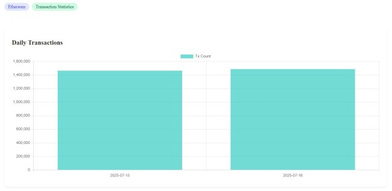 Ethereum
Transaction Statistics
Daily Transactions
Tx Count
1,600,000
1,400,000
1,200,000
1,000,000
800,000
600,000
400,000
200,000
0
2025-07-15
2025-07-16